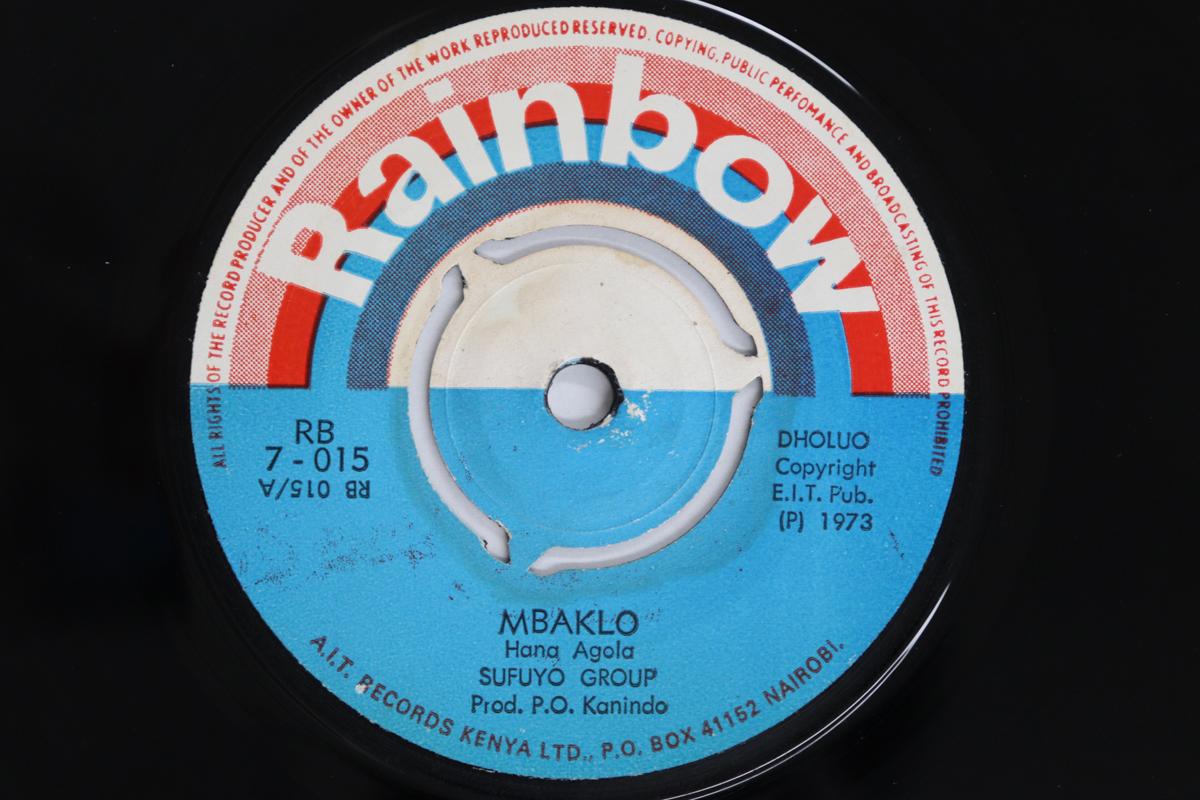 ALL RIGHTS OF THE RECORD PRODUCER AND OF THE OWNER OF THE WORK REPRODUCED RESERVED. COPYING, PUBLIC PERFOMANCE AND BROADCASTING OF THIS RECORD PROHIBITED
Rainbow
RB
7-015
RB 015/A
DHOLUO
Copyright
E.I.T. Pub.
(P) 1973
MBAKLO
Hana Agola
SUFUYO GROUP
Prod. P.O. Kanindo
A.I.T. RECORDS KENYA LTD., P.O. BOX 41152 NAIROBI.